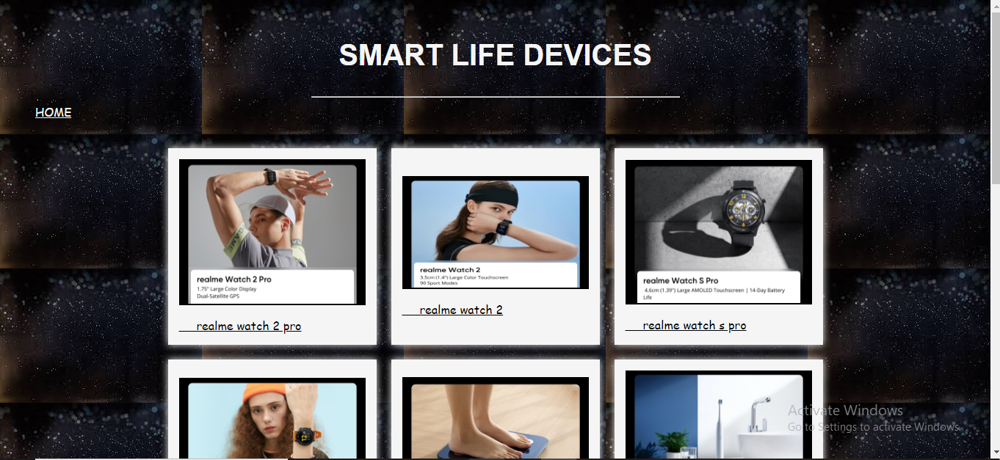 SMART LIFE DEVICES
HOME
realme Watch 2 Pro
1.75" Large Color Display
Dual-Satellite GPS
realme watch 2 pro
realme Watch 2
3.5cm (1.4") Large Color Touchscreen
90 Sport Modes
realme watch 2
realme Watch S Pro
4.6cm (1.39") Large AMOLED Touchscreen | 14-Day Battery
Life
realme watch s pro
Activate Windows
Go to Settings to activate Windows.